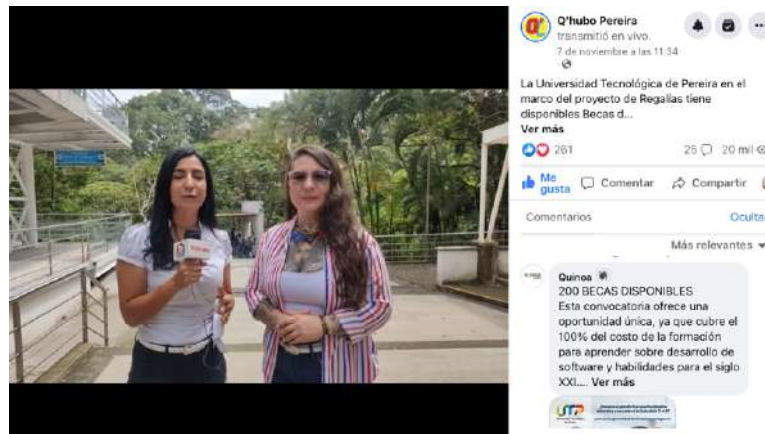 Q'hubo Pereira
transmitió en vivo.
7 de noviembre a las 11:34
La Universidad Tecnológica de Pereira en el
marco del proyecto de Regalías tiene
disponibles Becas d...
Ver más
261
25
20 mil
Me gusta
Comentar
Compartir
Comentarios
Oculta
Más relevantes
Quinoa
200 BECAS DISPONIBLES
Esta convocatoria ofrece una
oportunidad única, ya que cubre el
100% del costo de la formación
para aprender sobre desarrollo de
software y habilidades para el siglo
XXI.... Ver más
UTP